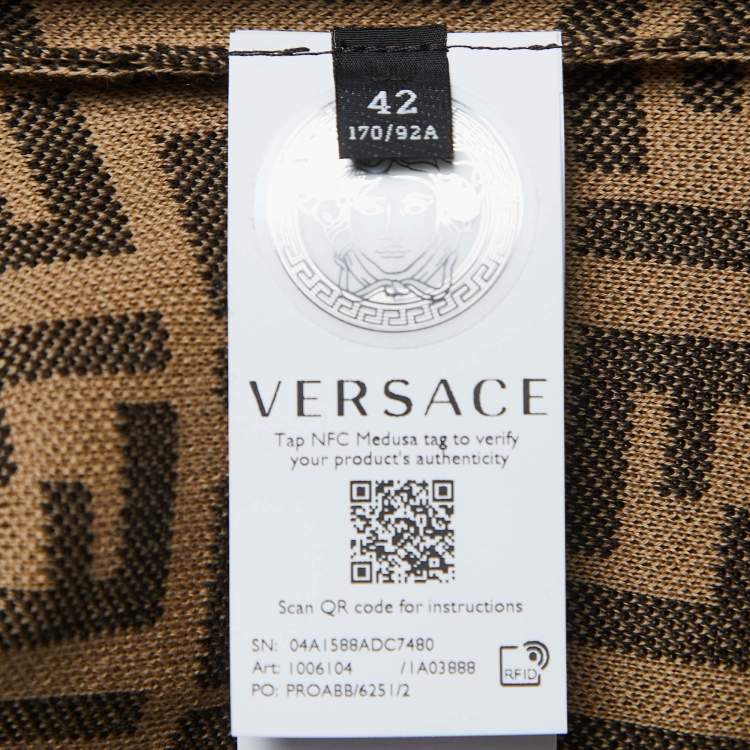 42
170/92A
VERSACE
Tap NFC Medusa tag to verify
your product's authenticity
Scan QR code for instructions
SN: 04A1588ADC7480
Art: 1006104 /1A03888
PO: PROABB/6251/2
RFID